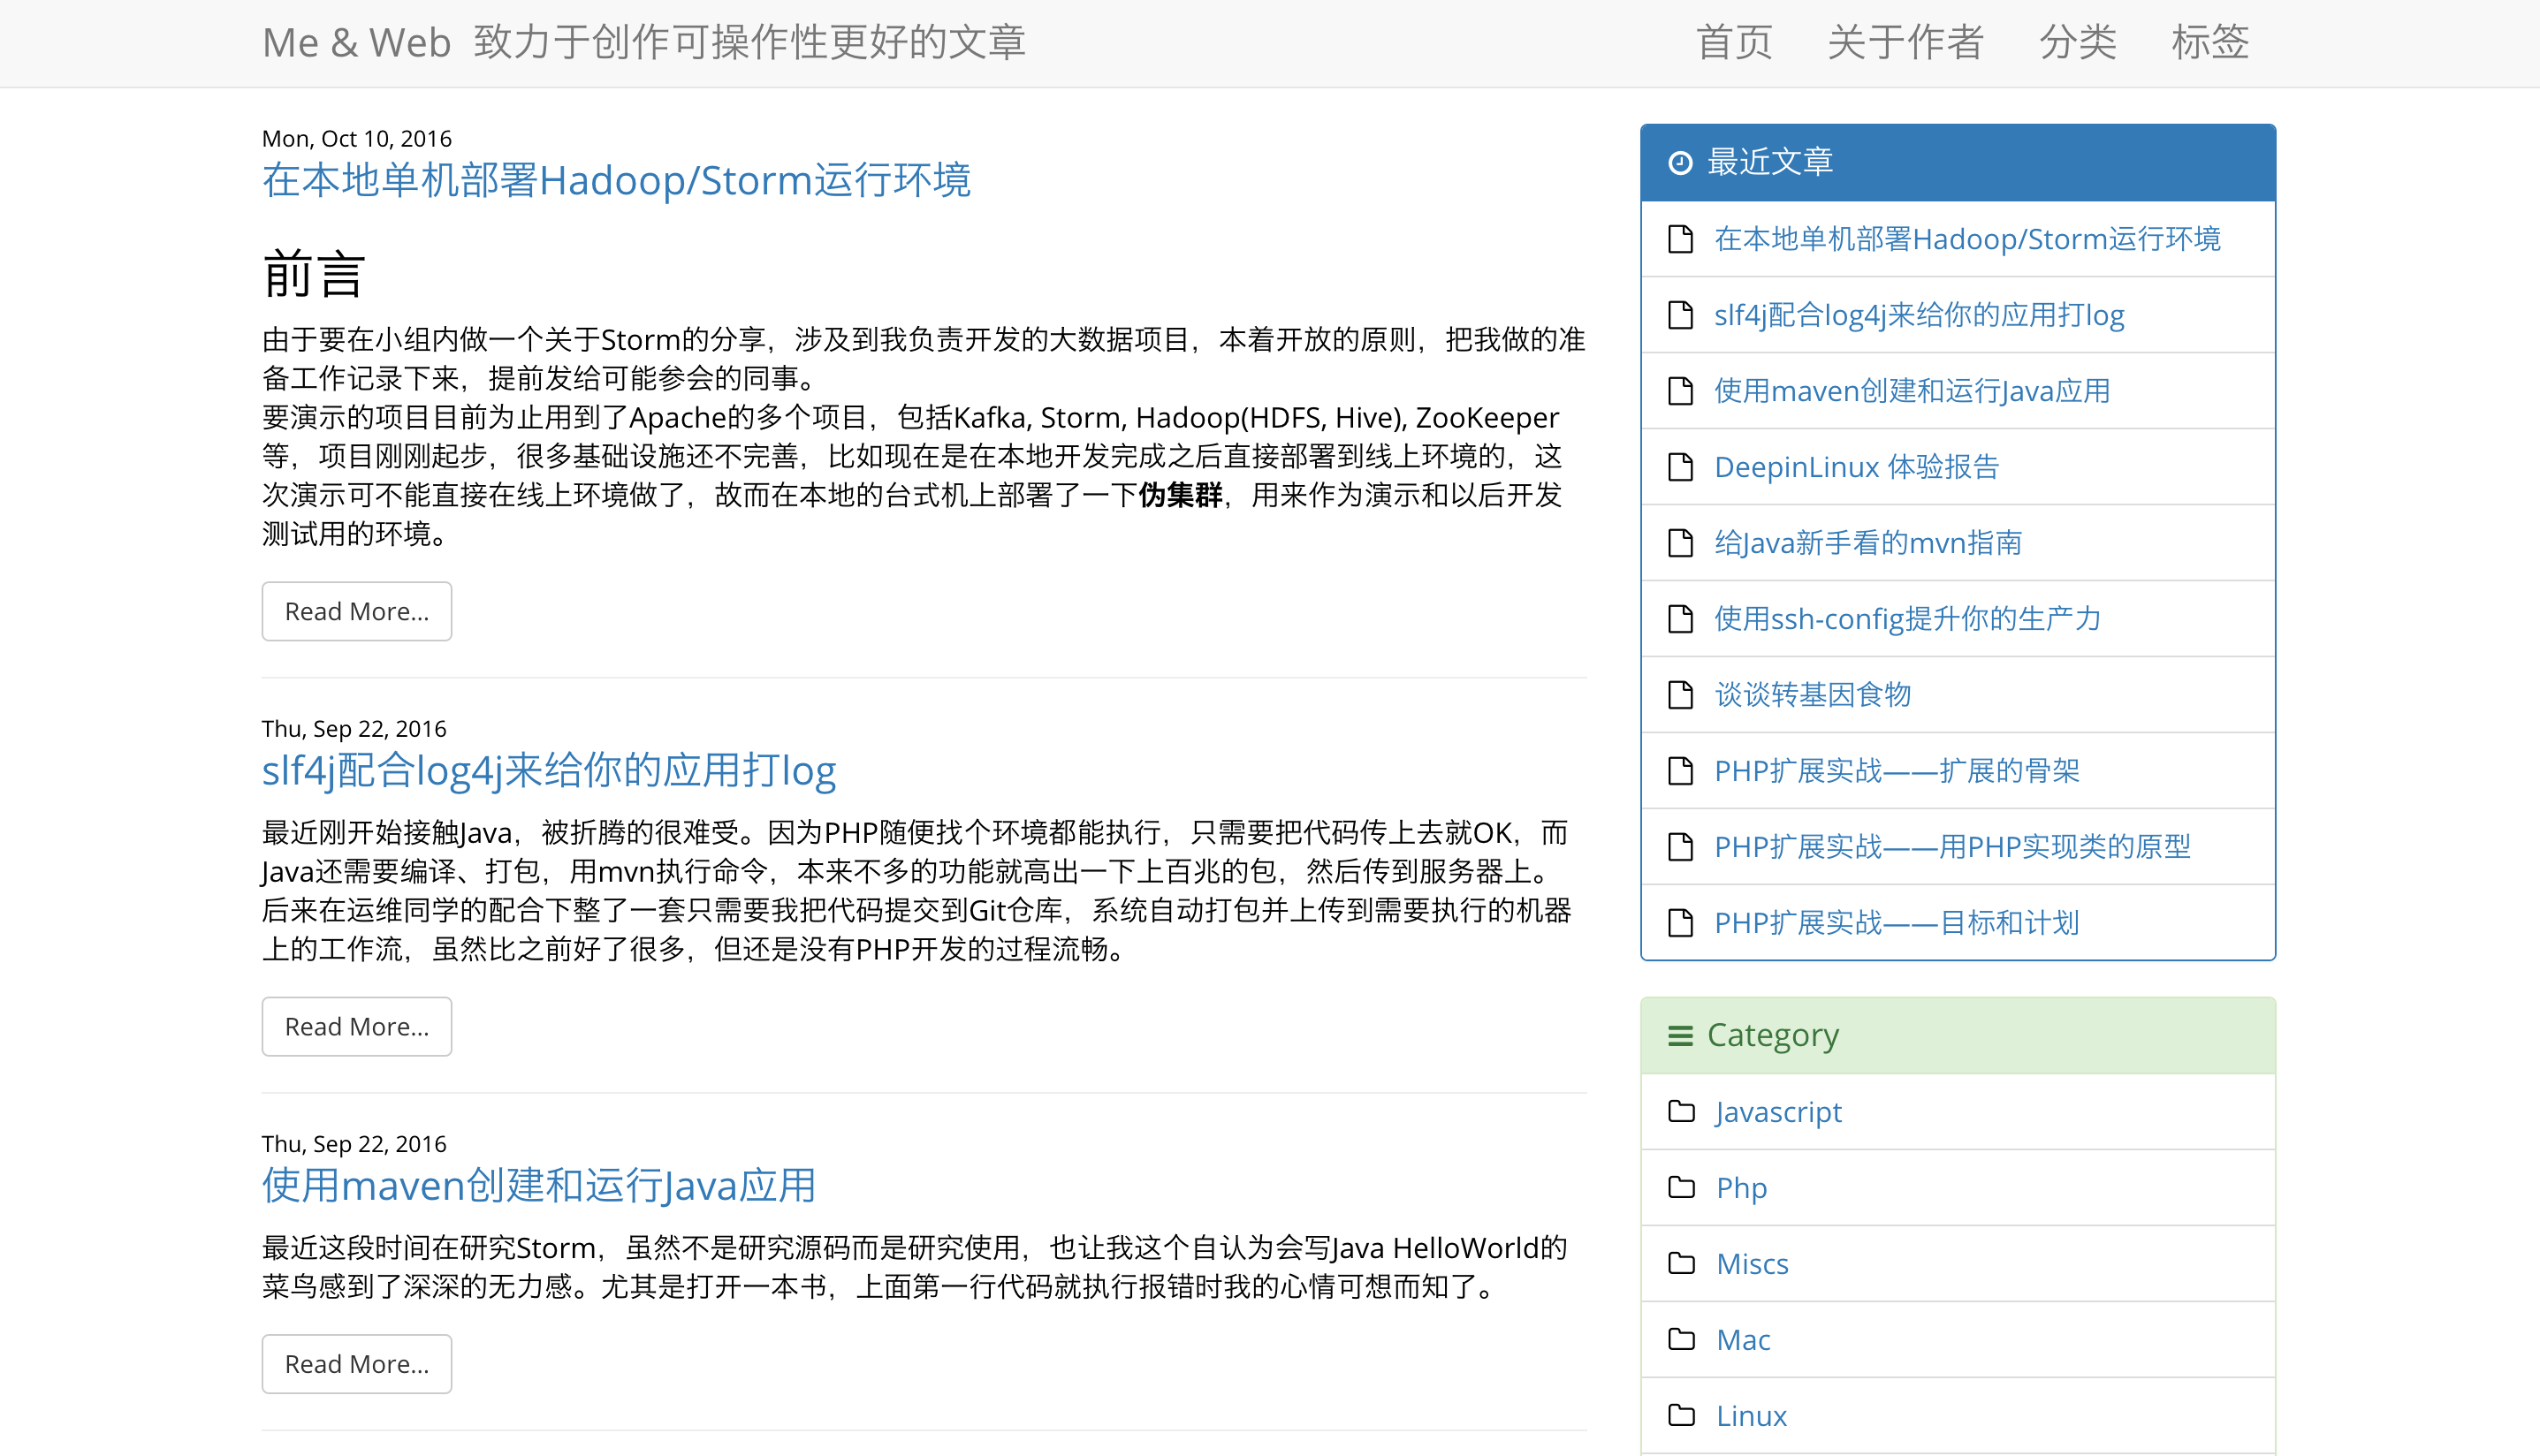 Me & Web 致力于创作可操作性更好的文章
首页 关于作者 分类 标签
Mon, Oct 10, 2016
在本地单机部署Hadoop/Storm运行环境
前言
由于要在小组内做一个关于Storm的分享，涉及到我负责开发的大数据项目，本着开放的原则，把我做的准
备工作记录下来，提前发给可能参会的同事。
要演示的项目目前为止用到了Apache的多个项目，包括Kafka, Storm, Hadoop(HDFS, Hive), ZooKeeper
等，项目刚刚起步，很多基础设施还不完善，比如现在是在本地开发完成之后直接部署到线上环境的，这
次演示可不能直接在线上环境做了，故而在本地的台式机上部署了一下伪集群，用来作为演示和以后开发
测试用的环境。
Read More...
Thu, Sep 22, 2016
slf4j配合log4j来给你的应用打log
最近刚开始接触Java，被折腾的很难受。因为PHP随便找个环境都能执行，只需要把代码传上去就OK，而
Java还需要编译、打包，用mvn执行命令，本来不多的功能就高出一下上百兆的包，然后传到服务器上。
后来在运维同学的配合下整了一套只需要我把代码提交到Git仓库，系统自动打包并上传到需要执行的机器
上的工作流，虽然比之前好了很多，但还是没有PHP开发的过程流畅。
Read More...
Thu, Sep 22, 2016
使用maven创建和运行Java应用
最近这段时间在研究Storm，虽然不是研究源码而是研究使用，也让我这个自认为会写Java HelloWorld的
菜鸟感到了深深的无力感。尤其是打开一本书，上面第一行代码就执行报错时我的心情可想而知了。
Read More...
最近文章
在本地单机部署Hadoop/Storm运行环境
slf4j配合log4j来给你的应用打log
使用maven创建和运行Java应用
DeepinLinux 体验报告
给Java新手看的mvn指南
使用ssh-config提升你的生产力
谈谈转基因食物
PHP扩展实战——扩展的骨架
PHP扩展实战——用PHP实现类的原型
PHP扩展实战——目标和计划
Category
Javascript
Php
Miscs
Mac
Linux